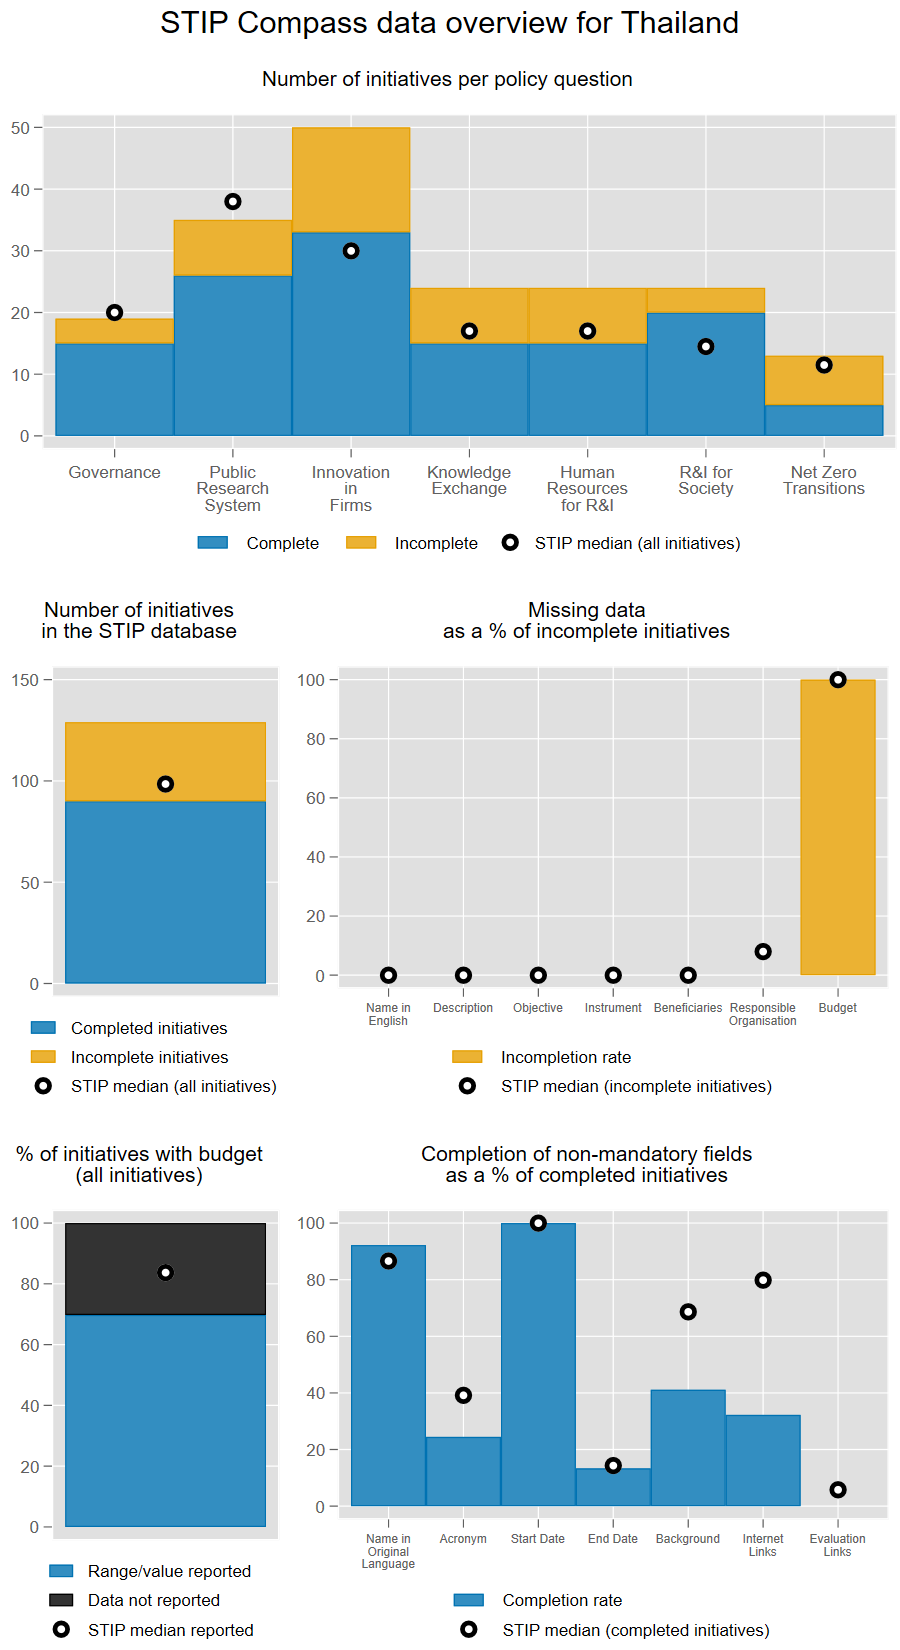 STIP Compass data overview for Thailand
Number of initiatives per policy question
50
40
30
20
10
0
Governance
Public
Research
System
Innovation
in
Firms
Knowledge
Exchange
Human
Resources
for R&I
R&I for
Society
Net Zero
Transitions
Complete
Incomplete
STIP median (all initiatives)
Number of initiatives
in the STIP database
150
100
50
0
Completed initiatives
Incomplete initiatives
STIP median (all initiatives)
Missing data
as a % of incomplete initiatives
100
80
60
40
20
0
Name in
English
Description
Objective
Instrument
Beneficiaries
Responsible
Organisation
Budget
Incompletion rate
STIP median (incomplete initiatives)
% of initiatives with budget
(all initiatives)
100
80
60
40
20
0
Range/value reported
Data not reported
STIP median reported
Completion of non-mandatory fields
as a % of completed initiatives
100
80
60
40
20
0
Name in
Original
Language
Acronym
Start Date
End Date
Background
Internet
Links
Evaluation
Links
Completion rate
STIP median (completed initiatives)